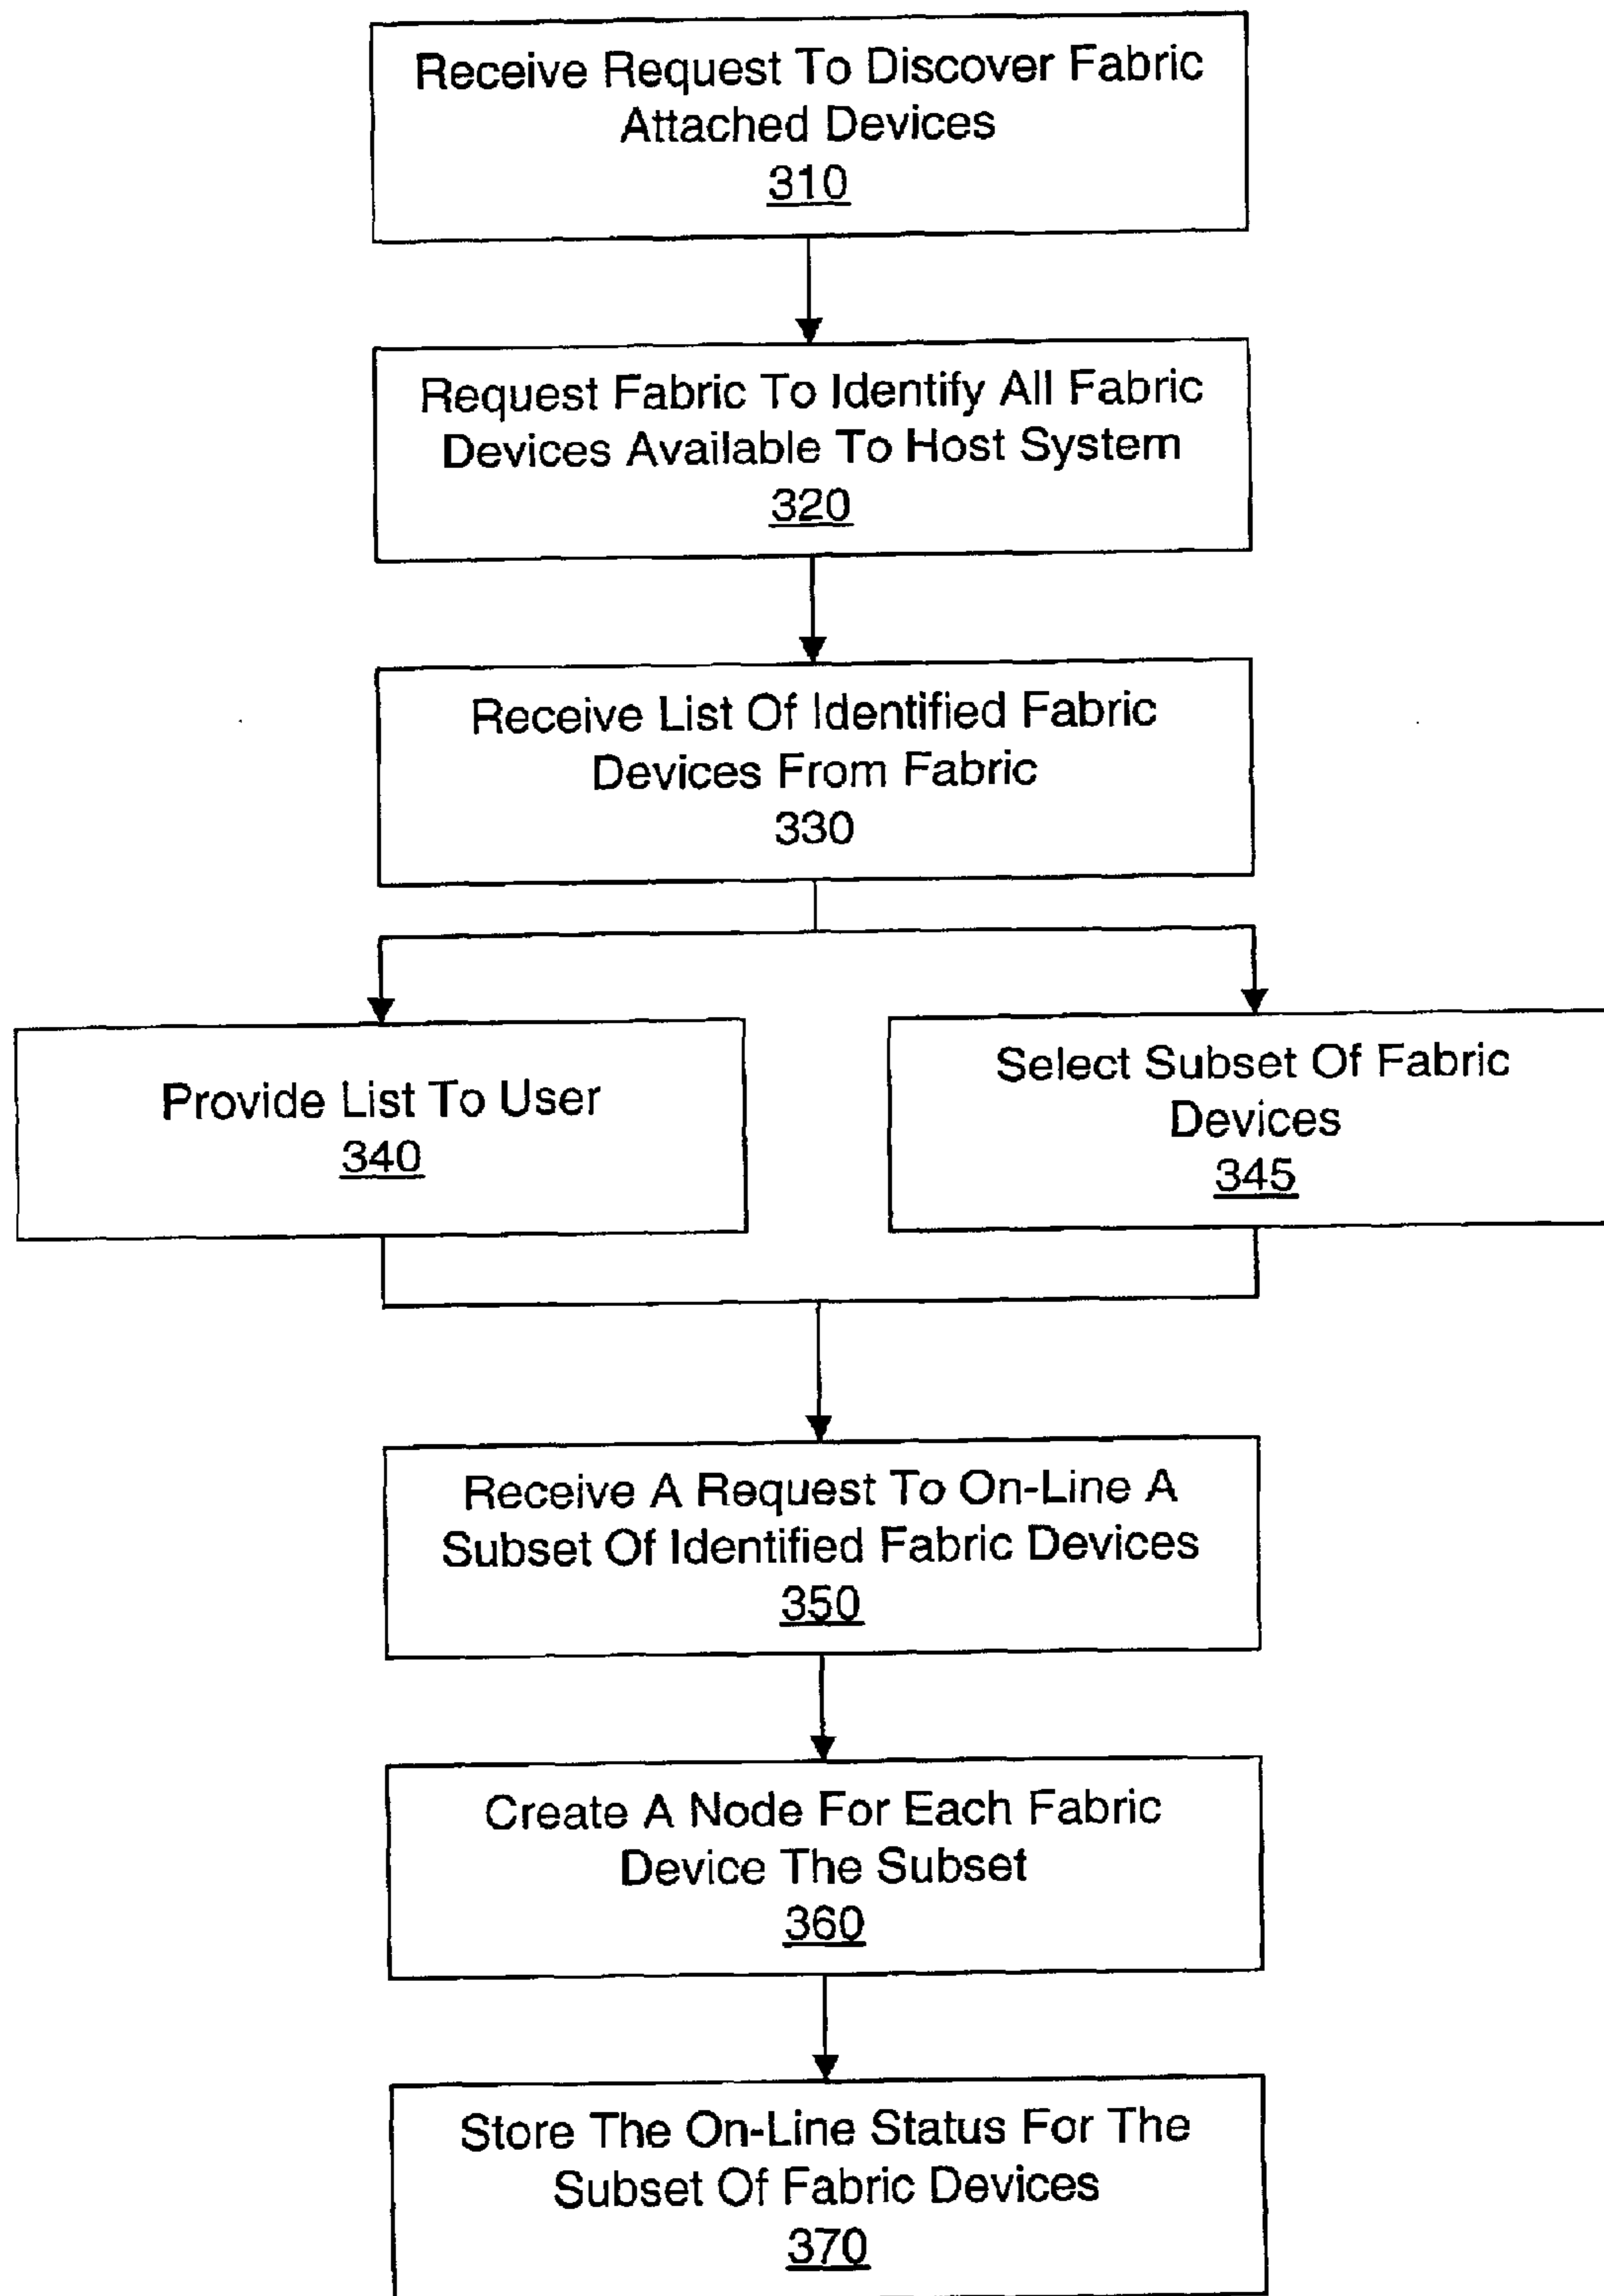 Receive Request To Discover Fabric
Attached Devices
310
Request Fabric To Identify All Fabric
Devices Available To Host System
320
Receive List Of Identified Fabric
Devices From Fabric
330
Provide List To User
340
Select Subset Of Fabric
Devices
345
Receive A Request To On-Line A
Subset Of Identified Fabric Devices
350
Create A Node For Each Fabric
Device The Subset
360
Store The On-Line Status For The
Subset Of Fabric Devices
370